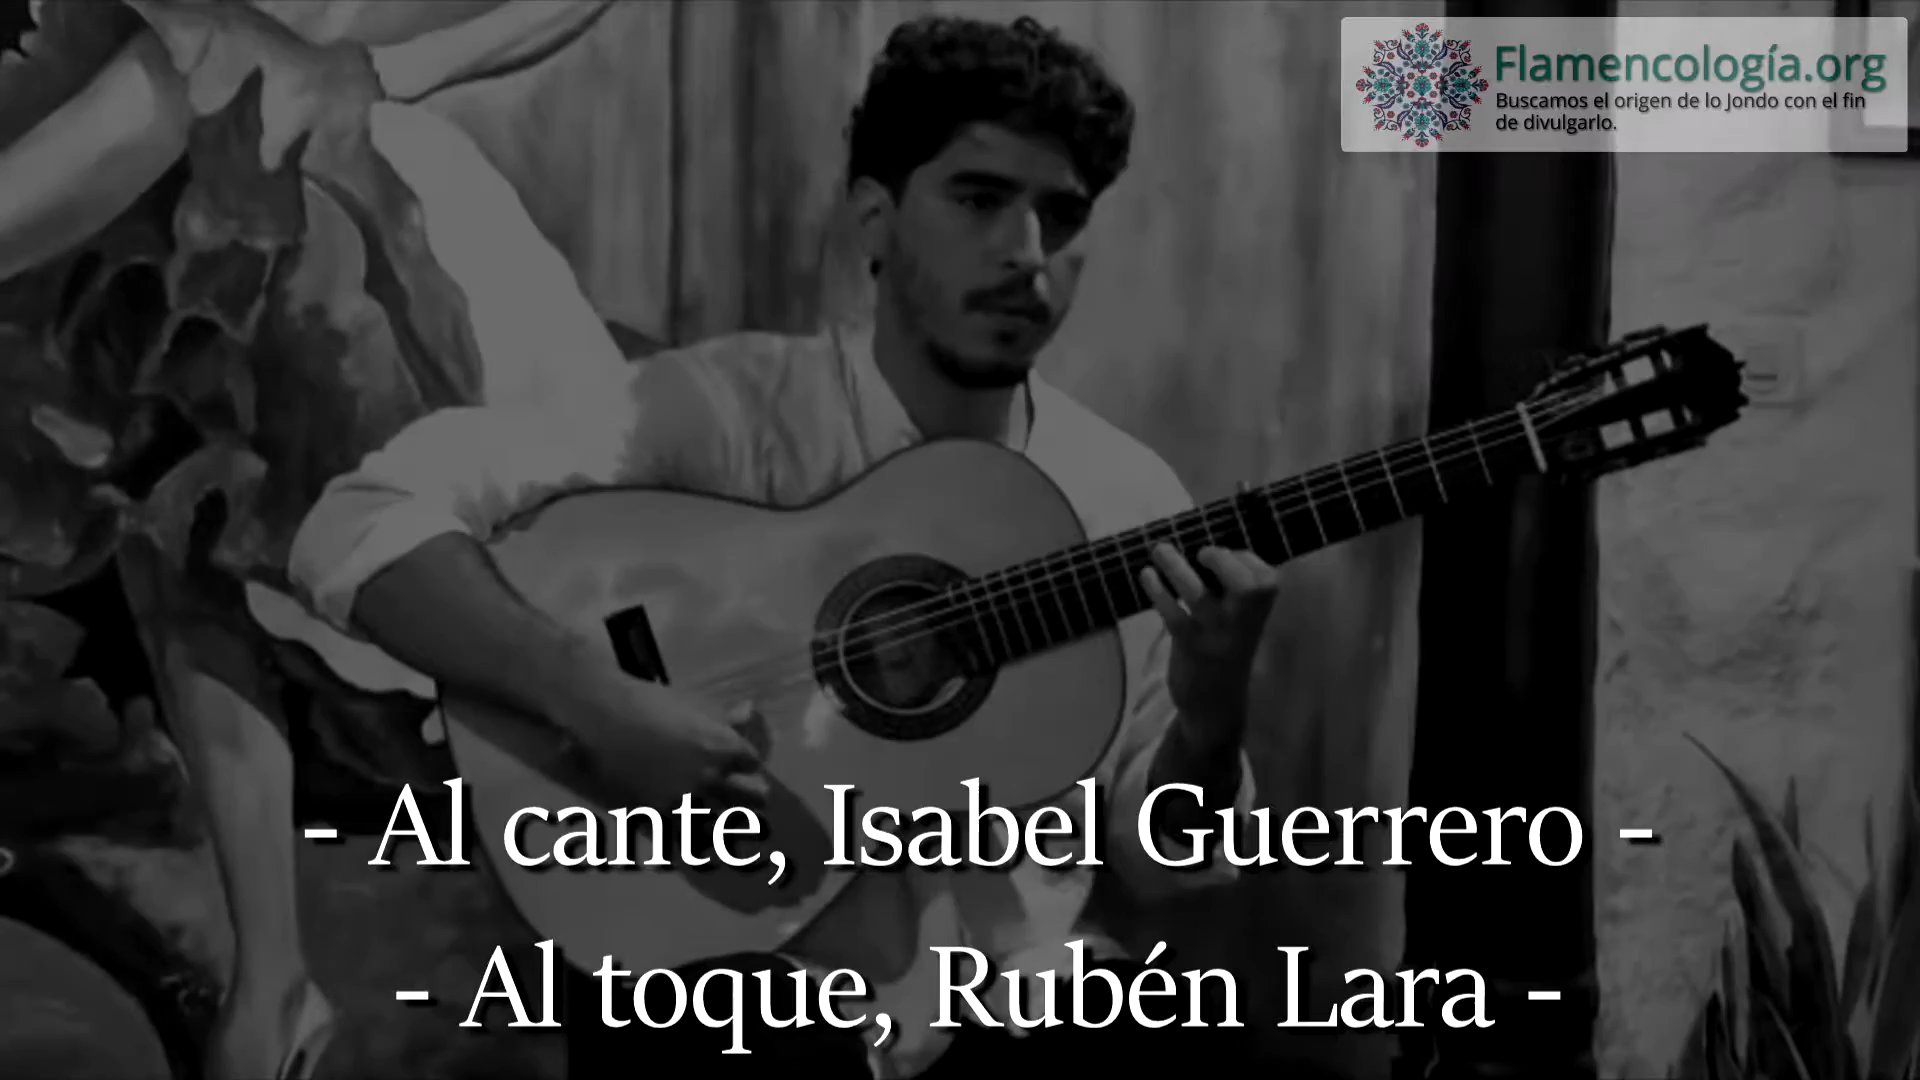 Flamencología.org
Buscamos el origen de lo Jondo con el fin
de divulgarlo.
- Al cante, Isabel Guerrero -
- Al toque, Rubén Lara -